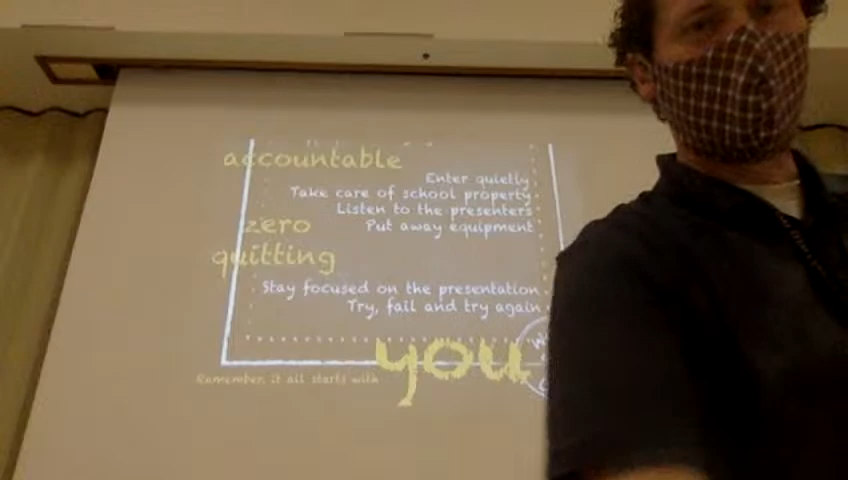 accountable
Enter quietly
Take care of school property
Listen to the presenters
Put away equipment
zero
quitting
Stay focused on the presentation
Try, fail and try again
you
Remember, it all starts with